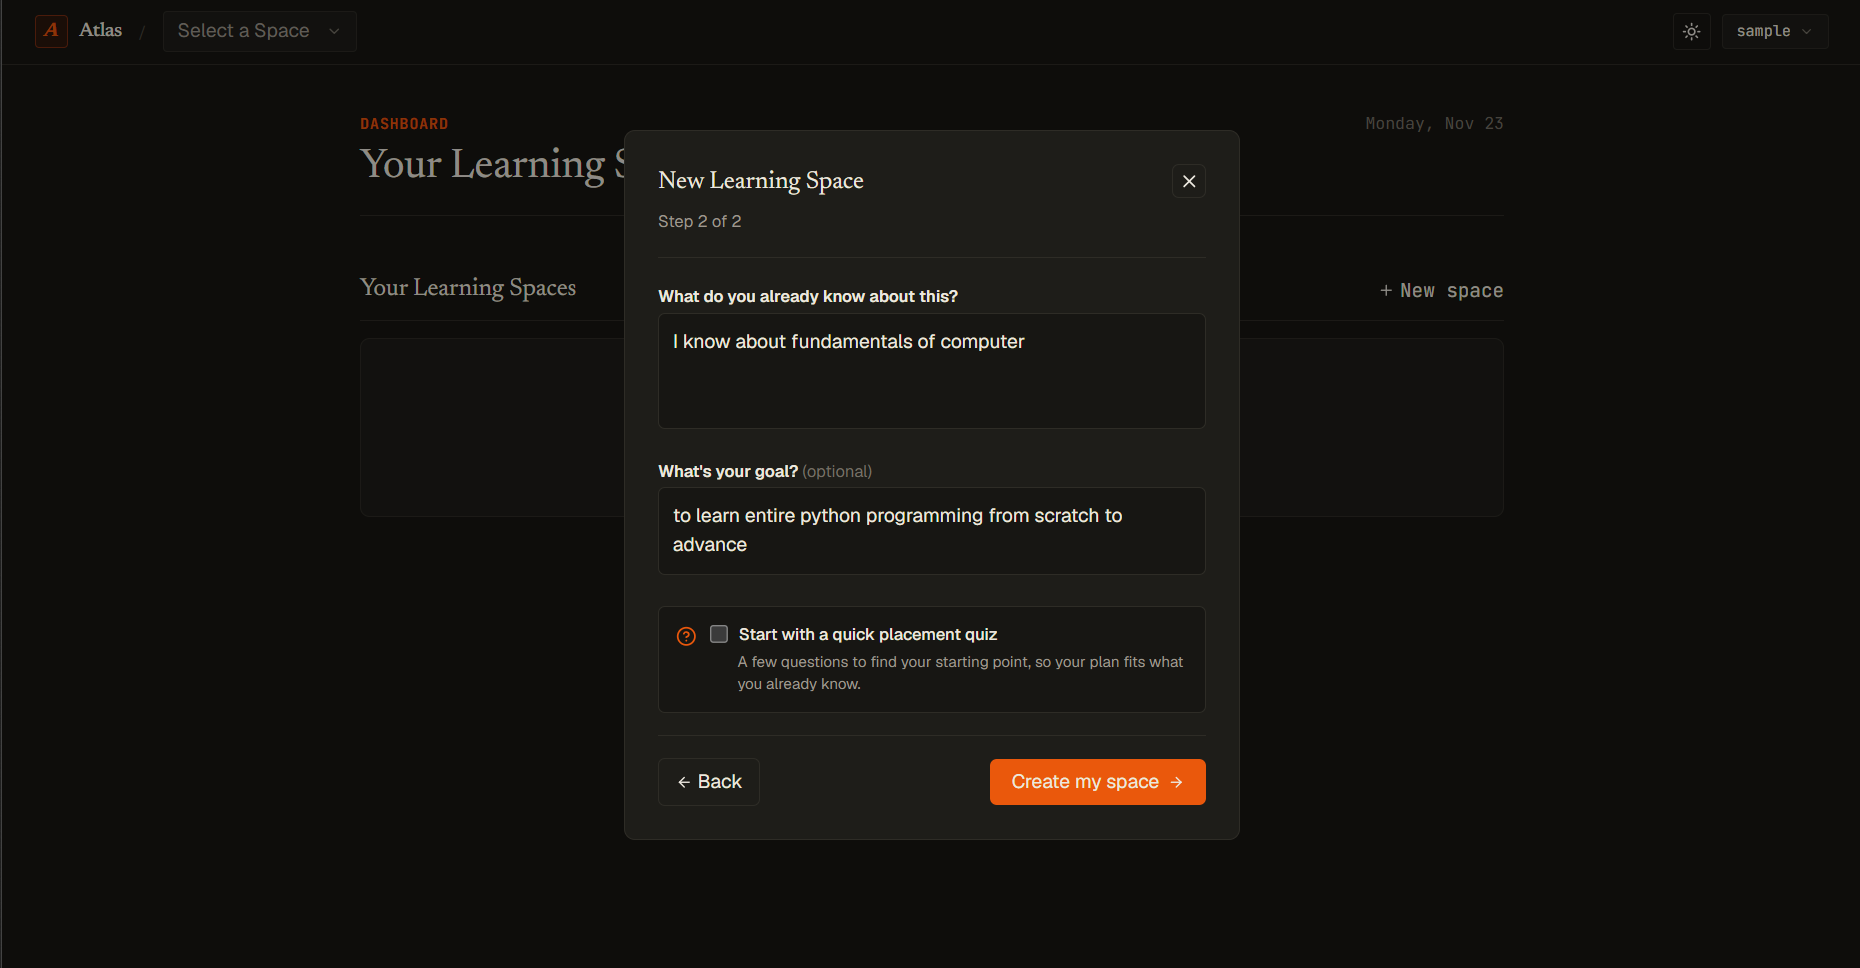 A Atlas / Select a Space
sample
DASHBOARD
Monday, Nov 23
Your Learning S
New Learning Space
Step 2 of 2
Your Learning Spaces
+ New space
What do you already know about this?
I know about fundamentals of computer
What's your goal? (optional)
to learn entire python programming from scratch to
advance
Start with a quick placement quiz
A few questions to find your starting point, so your plan fits what
you already know.
← Back
Create my space →